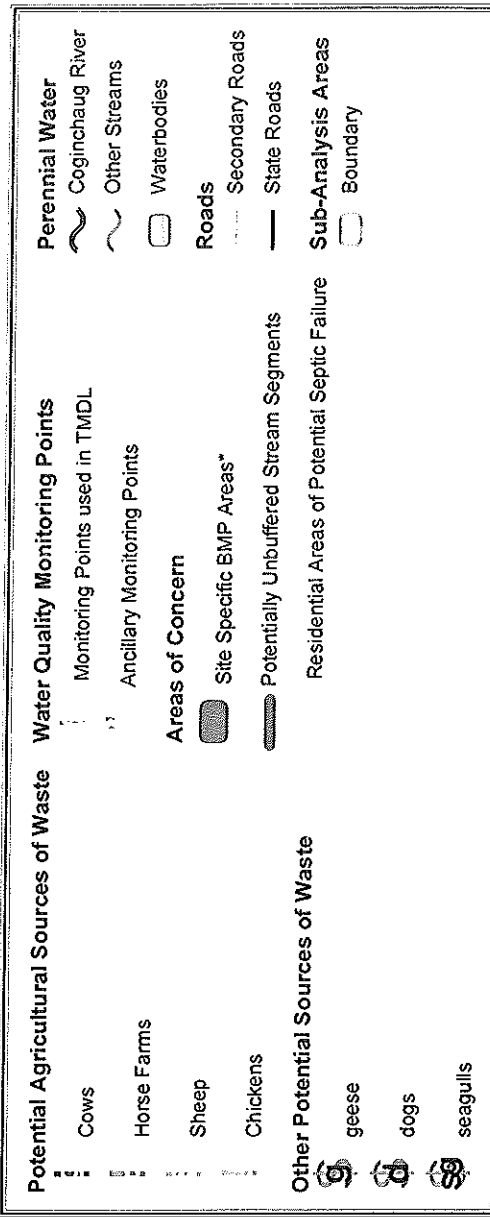 Potential Agricultural Sources of Waste
Cows
Horse Farms
Sheep
Chickens
Other Potential Sources of Waste
g geese
d dogs
sg seagulls
Water Quality Monitoring Points
Monitoring Points used in TMDL
Ancillary Monitoring Points
Areas of Concern
Site Specific BMP Areas*
Potentially Unbuffered Stream Segments
Residential Areas of Potential Septic Failure
Perennial Water
Coginchaug River
Other Streams
Waterbodies
Roads
Secondary Roads
State Roads
Sub-Analysis Areas
Boundary